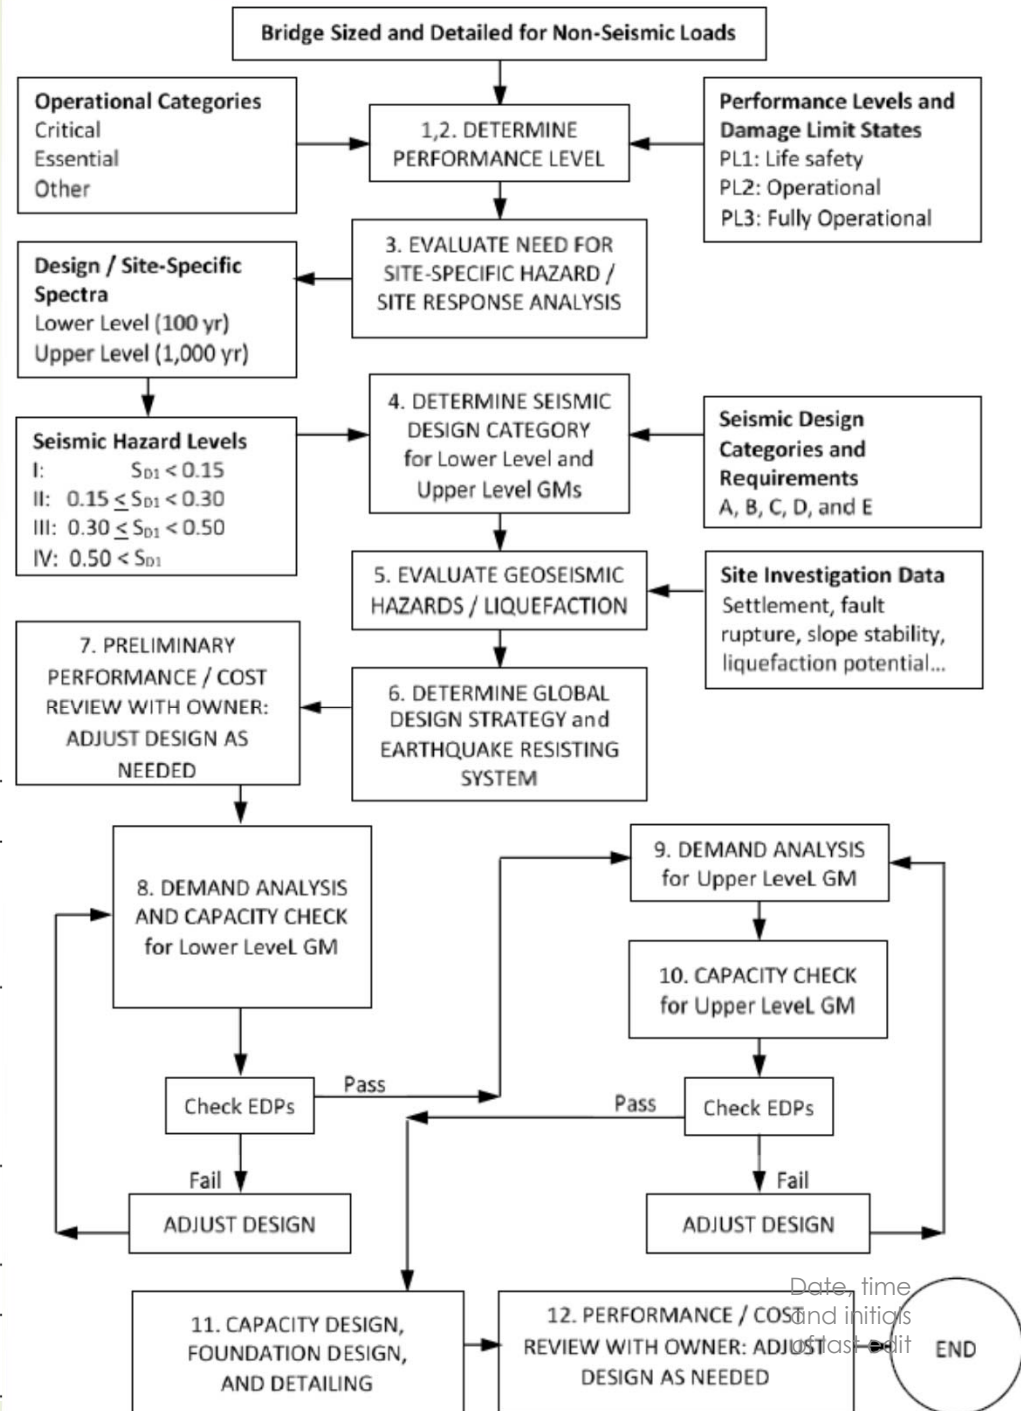 Bridge Sized and Detailed for Non-Seismic Loads
Operational Categories
Critical
Essential
Other
1,2. DETERMINE
PERFORMANCE LEVEL
Performance Levels and
Damage Limit States
PL1: Life safety
PL2: Operational
PL3: Fully Operational
3. EVALUATE NEED FOR
SITE-SPECIFIC HAZARD /
SITE RESPONSE ANALYSIS
Design / Site-Specific
Spectra
Lower Level (100 yr)
Upper Level (1,000 yr)
Seismic Hazard Levels
I: SD1 < 0.15
II: 0.15 ≤ SD1 < 0.30
III: 0.30 ≤ SD1 < 0.50
IV: 0.50 < SD1
4. DETERMINE SEISMIC
DESIGN CATEGORY
for Lower Level and
Upper Level GMs
Seismic Design
Categories and
Requirements
A, B, C, D, and E
5. EVALUATE GEOSEISMIC
HAZARDS / LIQUEFACTION
Site Investigation Data
Settlement, fault
rupture, slope stability,
liquefaction potential...
6. DETERMINE GLOBAL
DESIGN STRATEGY and
EARTHQUAKE RESISTING
SYSTEM
7. PRELIMINARY
PERFORMANCE / COST
REVIEW WITH OWNER:
ADJUST DESIGN AS
NEEDED
8. DEMAND ANALYSIS
AND CAPACITY CHECK
for Lower LeveL GM
Check EDPs
Pass
Fail
ADJUST DESIGN
9. DEMAND ANALYSIS
for Upper LeveL GM
10. CAPACITY CHECK
for Upper LeveL GM
Check EDPs
Pass
Fail
ADJUST DESIGN
11. CAPACITY DESIGN,
FOUNDATION DESIGN,
AND DETAILING
12. PERFORMANCE / COST
REVIEW WITH OWNER: ADJUST
DESIGN AS NEEDED
Date, time
and initials
of last edit
END